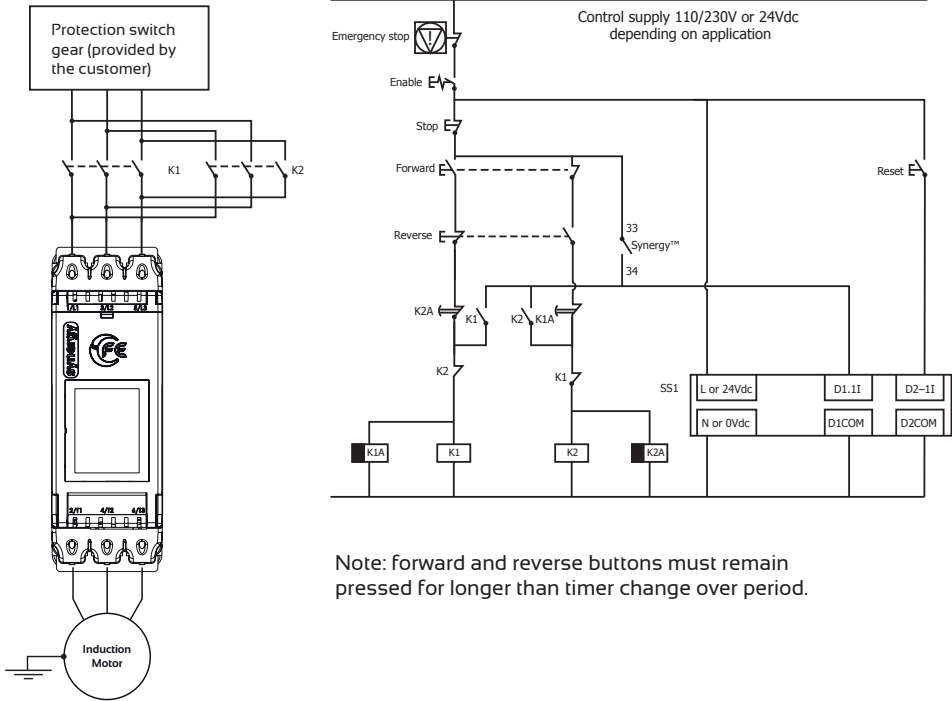 Protection switch
gear (provided by
the customer)
K1
K2
1/L1 3/L2 5/L3
synergy
CFE
2/T1 4/T2 6/T3
Induction
Motor
Control supply 110/230V or 24Vdc
depending on application
Emergency stop
Enable
Stop
Forward
Reset
Reverse
33
Synergy™
34
K2A
K1
K2
K1A
K2
K1
SS1
L or 24Vdc
D1.1I
D2–1I
N or 0Vdc
D1COM
D2COM
K1A
K1
K2
K2A
Note: forward and reverse buttons must remain
pressed for longer than timer change over period.